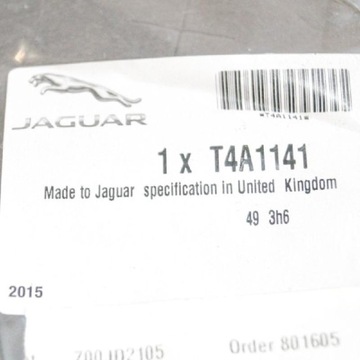 *T4A1141*
JAGUAR
1 x T4A1141
Made to Jaguar specification in United Kingdom
49 3h6
2015
Order 801605